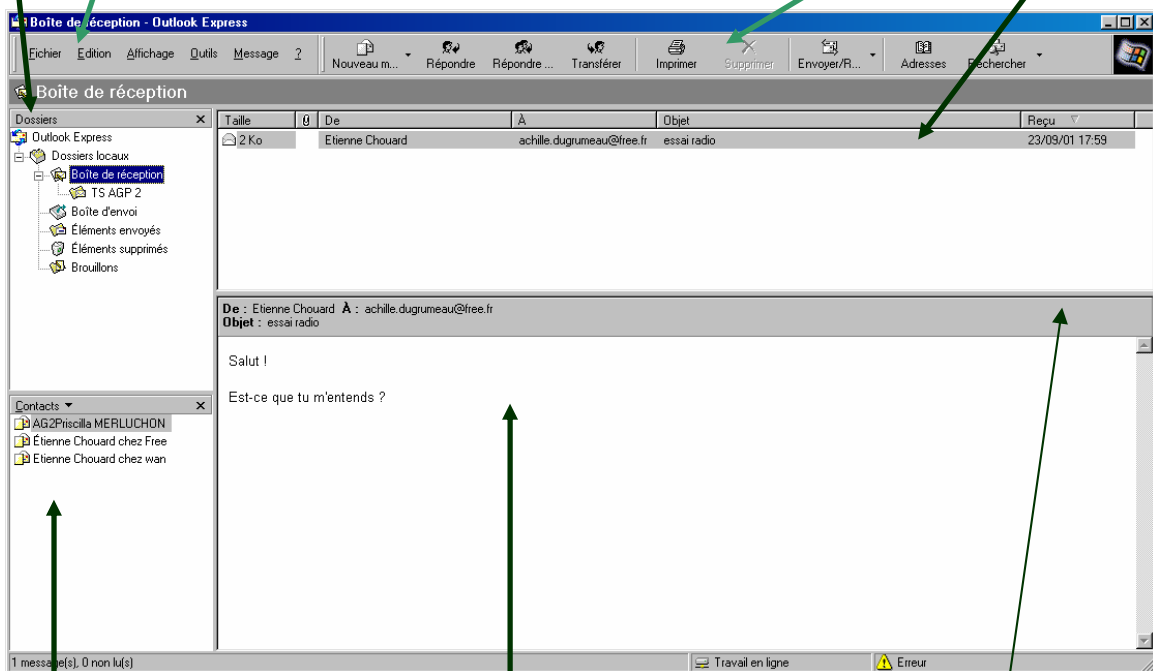 Boîte de réception - Outlook Express
Fichier Edition Affichage Outils Message ?
Nouveau m... Répondre Répondre ... Transférer Imprimer Supprimer Envoyer/R... Adresses Rechercher
Boîte de réception
Dossiers
Outlook Express
Dossiers locaux
Boîte de réception
TS AGP 2
Boîte d'envoi
Éléments envoyés
Éléments supprimés
Brouillons
Contacts
AG2Priscilla MERLUCHON
Étienne Chouard chez Free
Etienne Chouard chez wan
Taille De À Objet Reçu
2 Ko Etienne Chouard achille.dugrumeau@free.fr essai radio 23/09/01 17:59
De : Etienne Chouard À : achille.dugrumeau@free.fr
Objet : essai radio
Salut !
Est-ce que tu m'entends ?
1 message(s), 0 non lu(s) Travail en ligne Erreur